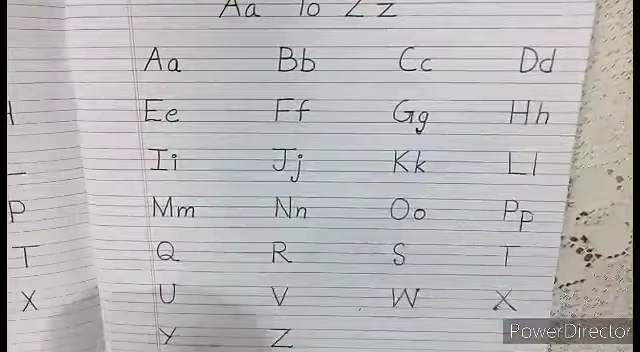 Aa To Zz
Aa Bb Cc Dd
Ee Ff Gg Hh
Ii Jj Kk Ll
P Mm Nn Oo Pp
T Q R S T
X U V W X
Y Z
PowerDirector